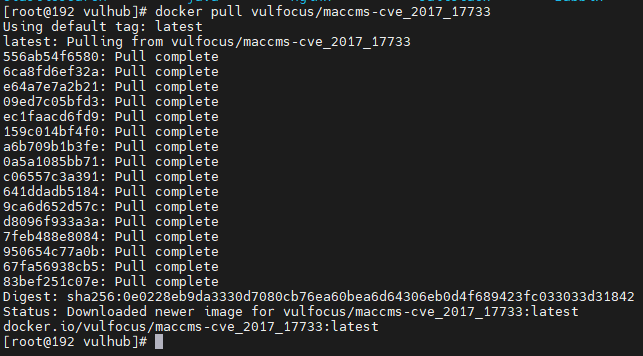 [root@192 vulhub]# docker pull vulfocus/maccms-cve_2017_17733
Using default tag: latest
latest: Pulling from vulfocus/maccms-cve_2017_17733
556ab54f6580: Pull complete
6ca8fd6ef32a: Pull complete
e64a7e7a2b21: Pull complete
09ed7c05bfd3: Pull complete
ec1faacd6fd9: Pull complete
159c014bf4f0: Pull complete
a6b709b1b3fe: Pull complete
0a5a1085bb71: Pull complete
c06557c3a391: Pull complete
641ddadb5184: Pull complete
9ca6d652d57c: Pull complete
d8096f933a3a: Pull complete
7feb488e8084: Pull complete
950654c77a0b: Pull complete
67fa56938cb5: Pull complete
83bef251c07e: Pull complete
Digest: sha256:0e0228eb9da3330d7080cb76ea60bea6d64306eb0d4f689423fc033033d31842
Status: Downloaded newer image for vulfocus/maccms-cve_2017_17733:latest
docker.io/vulfocus/maccms-cve_2017_17733:latest
[root@192 vulhub]#